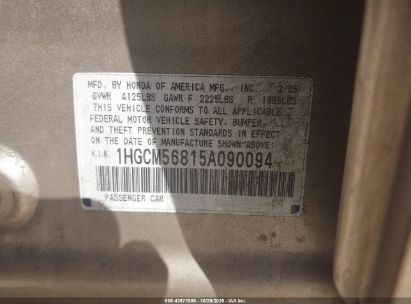 MFD. BY HONDA OF AMERICA MFG., INC. 2/05
GVWR 4125LBS GAWR F 2225LBS R 1985LBS
THIS VEHICLE CONFORMS TO ALL APPLICABLE
FEDERAL MOTOR VEHICLE SAFETY, BUMPER,
AND THEFT PREVENTION STANDARDS IN EFFECT
ON THE DATE OF MANUFACTURE SHOWN ABOVE.
V.I.N. 1HGCM56815A090094
PASSENGER CAR